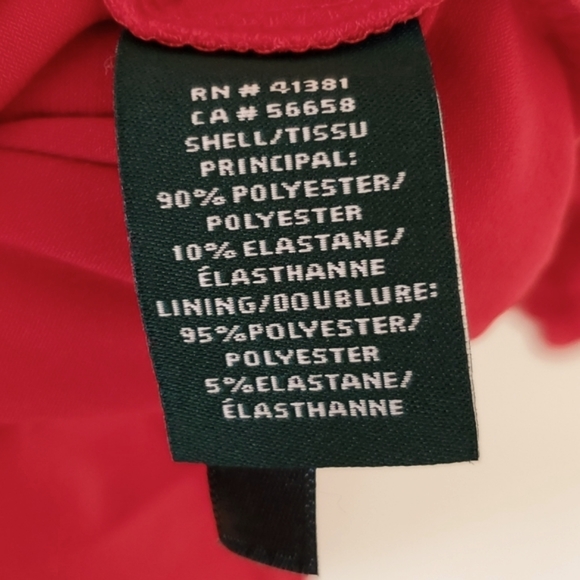 RN # 41381
CA # 56658
SHELL/TISSU
PRINCIPAL:
90% POLYESTER/
POLYESTER
10% ELASTANE/
ÉLASTHANNE
LINING/DOUBLURE:
95%POLYESTER/
POLYESTER
5%ELASTANE/
ÉLASTHANNE